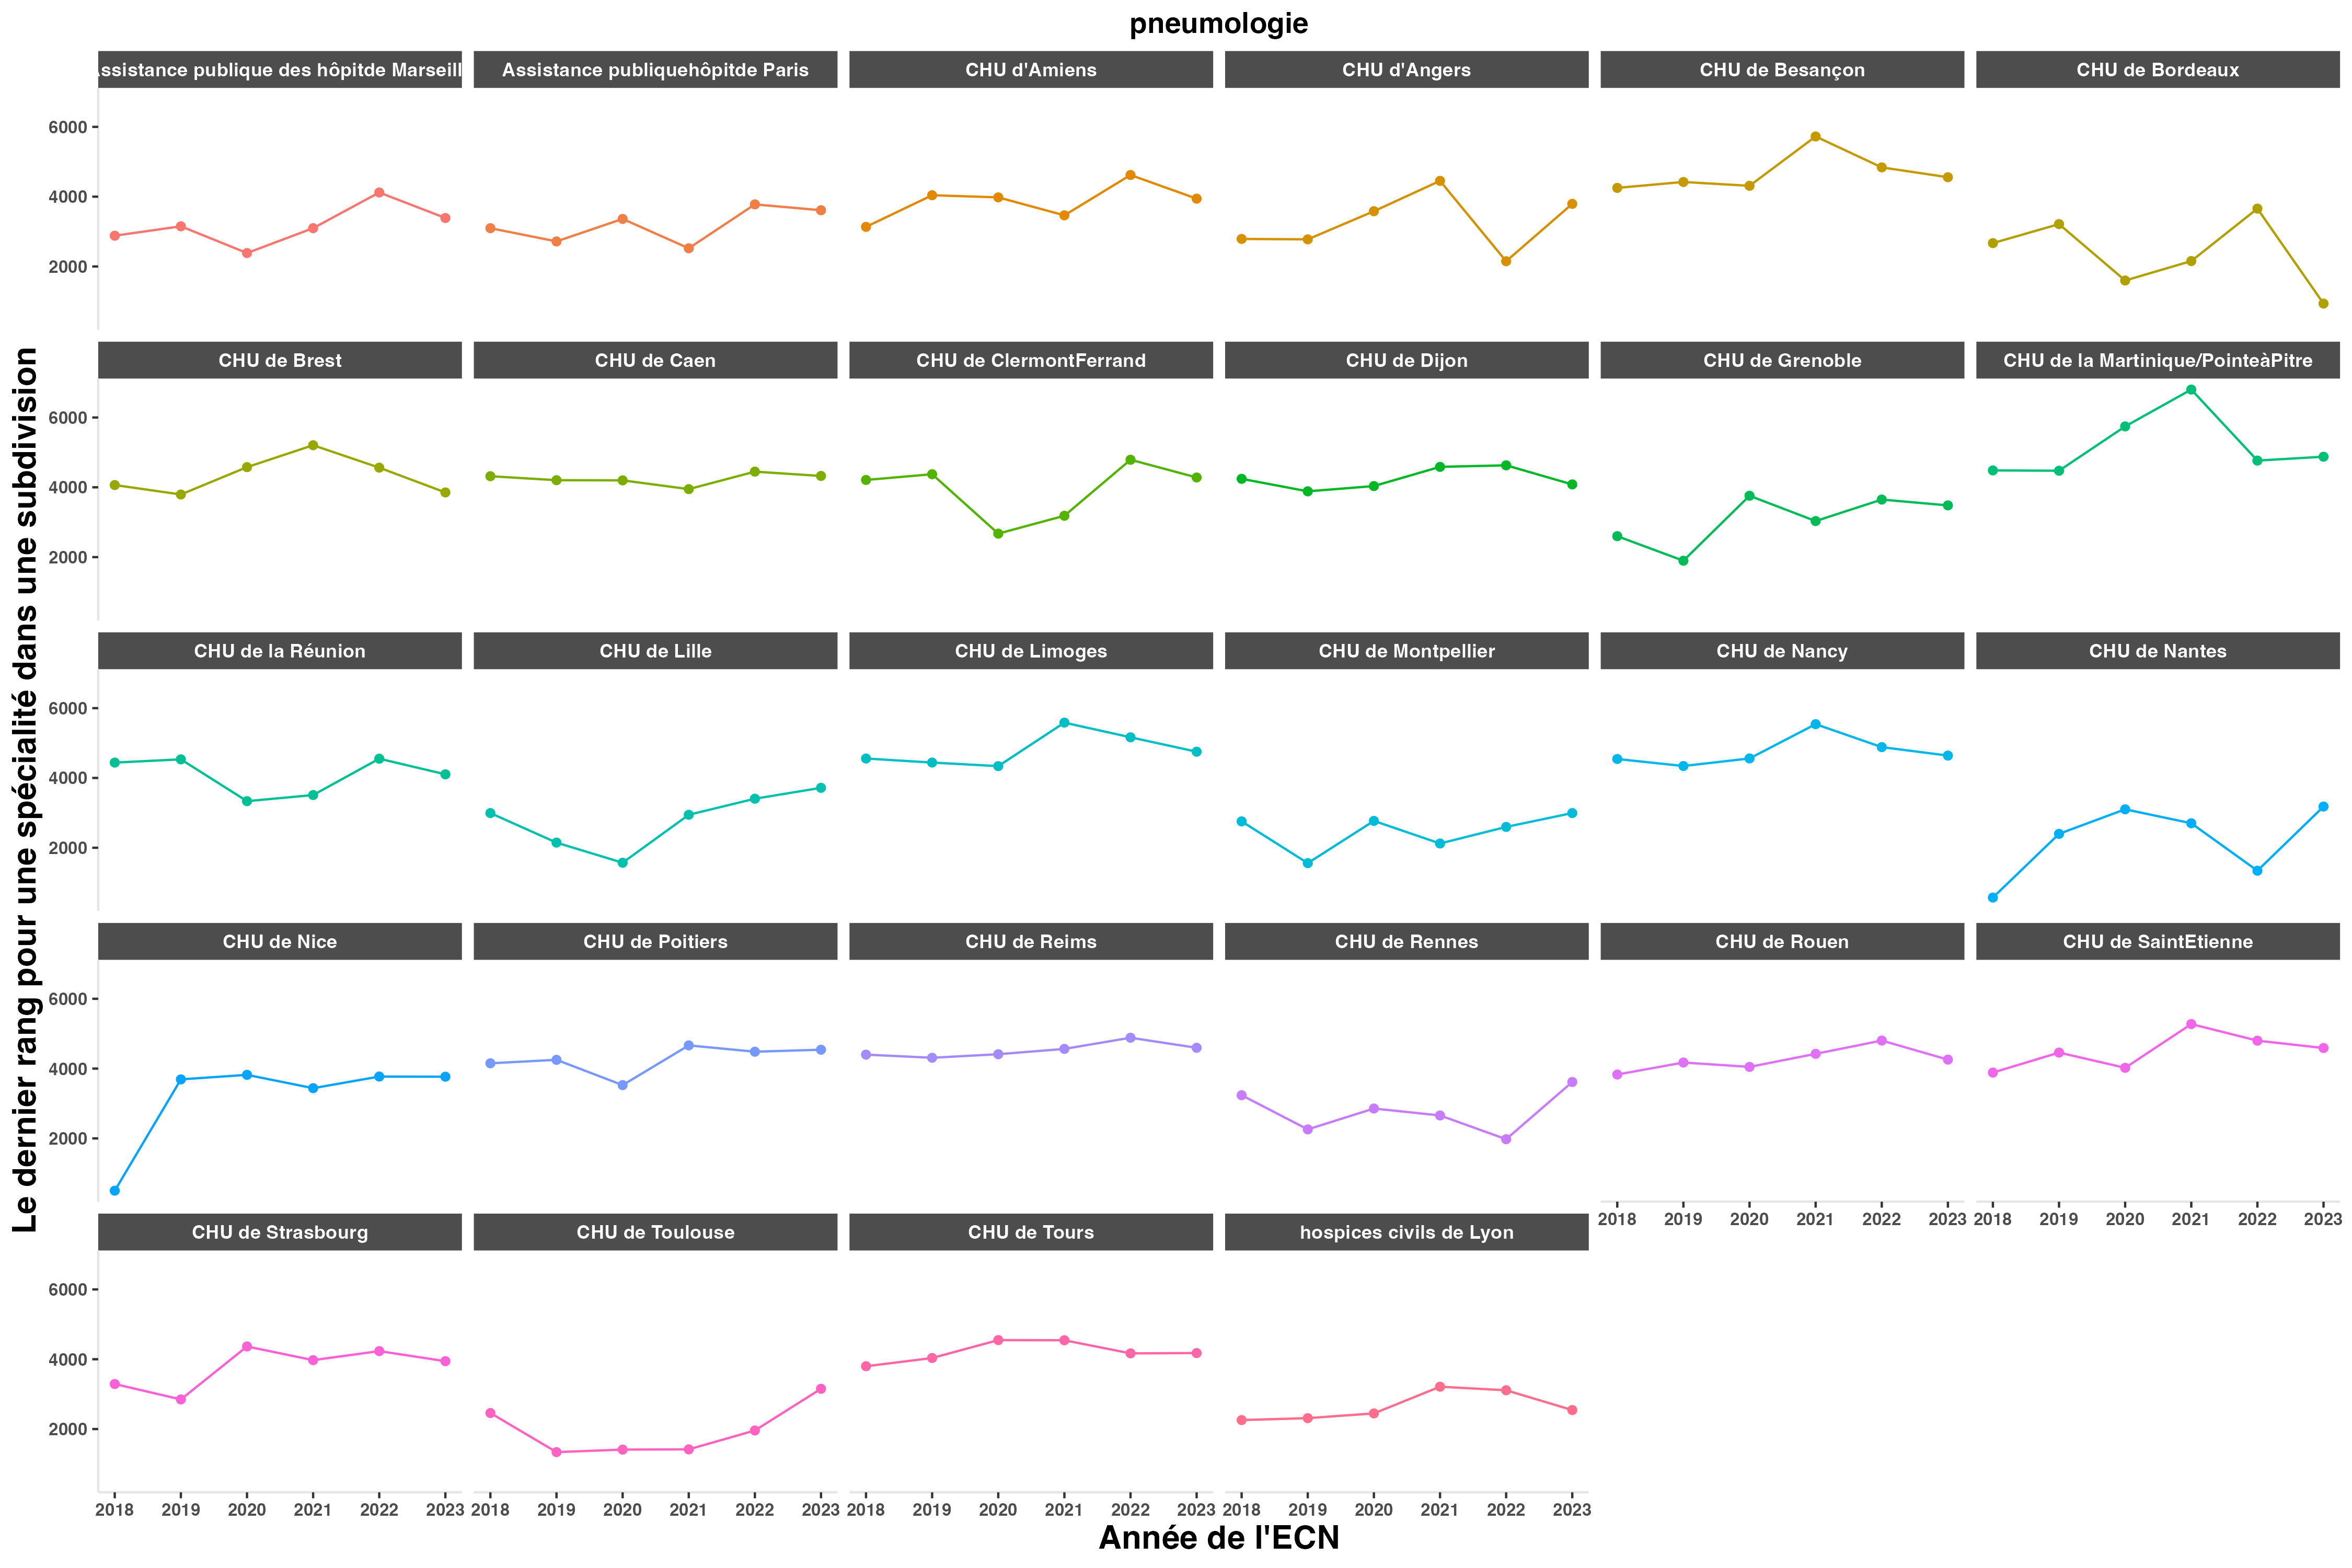 pneumologie
ssistance publique des hôpitde Marseill
Assistance publiquehôpitde Paris
CHU d'Amiens
CHU d'Angers
CHU de Besançon
CHU de Bordeaux
6000
4000
2000
CHU de Brest
CHU de Caen
CHU de ClermontFerrand
CHU de Dijon
CHU de Grenoble
CHU de la Martinique/PointeàPitre
6000
4000
2000
Le dernier rang pour une spécialité dans une subdivision
CHU de la Réunion
CHU de Lille
CHU de Limoges
CHU de Montpellier
CHU de Nancy
CHU de Nantes
6000
4000
2000
CHU de Nice
CHU de Poitiers
CHU de Reims
CHU de Rennes
CHU de Rouen
CHU de SaintEtienne
6000
4000
2000
2018 2019 2020 2021 2022 2023
2018 2019 2020 2021 2022 2023
CHU de Strasbourg
CHU de Toulouse
CHU de Tours
hospices civils de Lyon
6000
4000
2000
2018 2019 2020 2021 2022 2023
2018 2019 2020 2021 2022 2023
2018 2019 2020 2021 2022 2023
2018 2019 2020 2021 2022 2023
Année de l'ECN